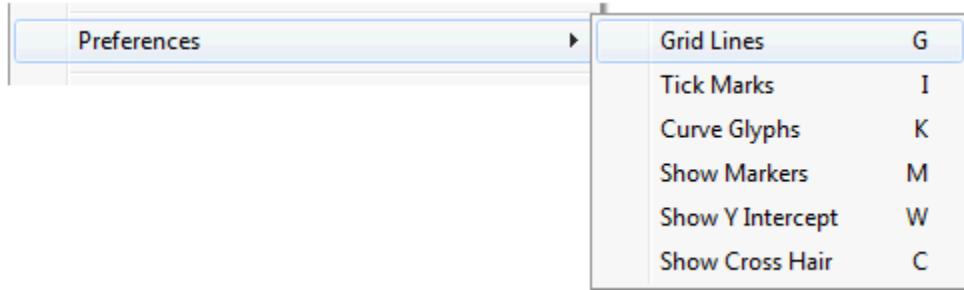 Preferences
Grid Lines G
Tick Marks I
Curve Glyphs K
Show Markers M
Show Y Intercept W
Show Cross Hair C